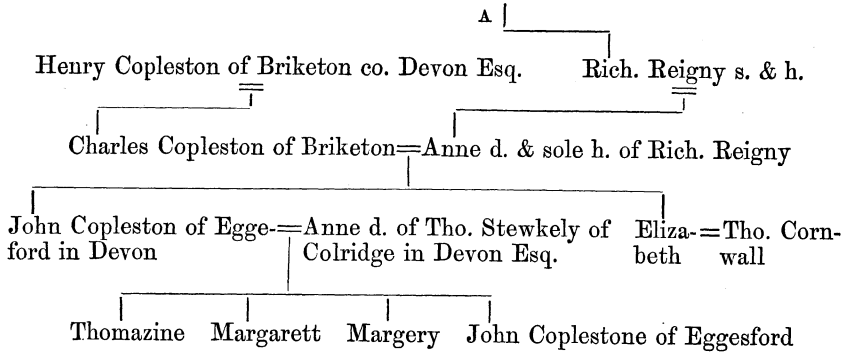 A
Henry Copleston of Briketon co. Devon Esq. Rich. Reigny s. & h.
Charles Copleston of Briketon=Anne d. & sole h. of Rich. Reigny
John Copleston of Egge-=Anne d. of Tho. Stewkely of Eliza-=Tho. Corn-
ford in Devon Colridge in Devon Esq. beth wall
Thomazine Margarett Margery John Coplestone of Eggesford